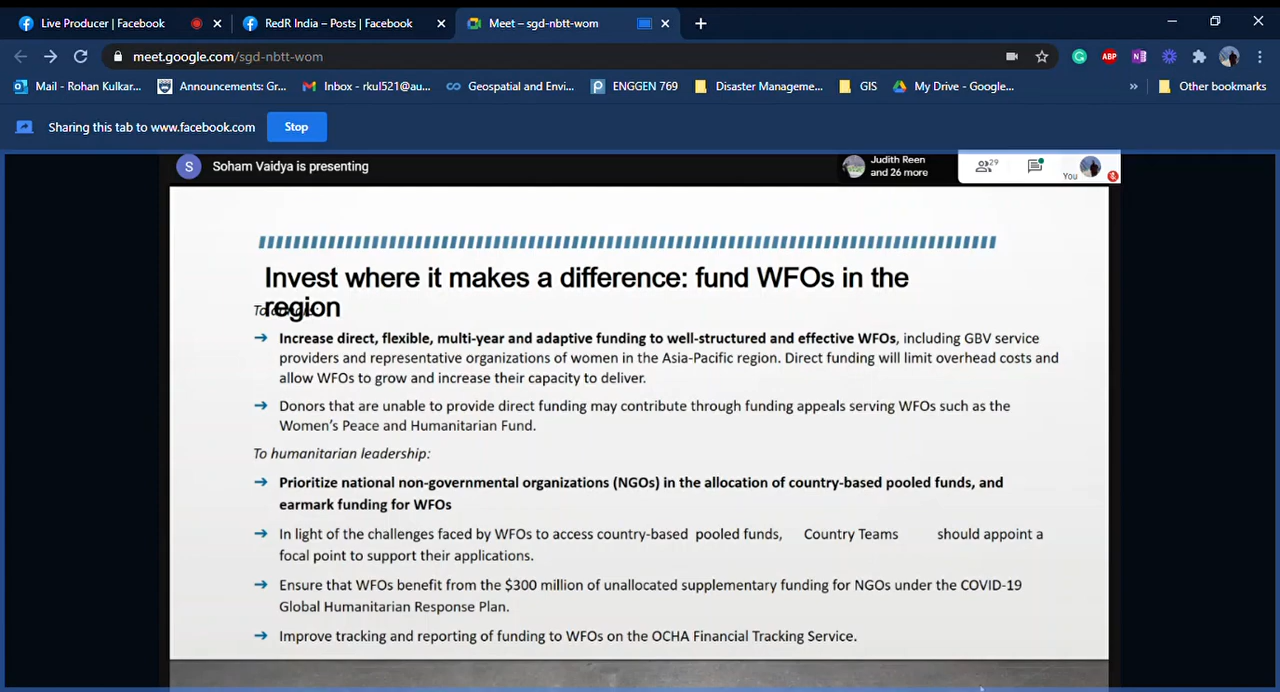 Live Producer | Facebook
RedR India – Posts | Facebook
Meet – sgd-nbtt-wom
meet.google.com/sgd-nbtt-wom
ABP
Mail - Rohan Kulkar...
Announcements: Gr...
Inbox - rkul521@au...
Geospatial and Envi...
ENGGEN 769
Disaster Manageme...
GIS
My Drive - Google...
Other bookmarks
Sharing this tab to www.facebook.com
Stop
S
Soham Vaidya is presenting
Judith Reen
and 26 more
29
You
Invest where it makes a difference: fund WFOs in the
region
To
Increase direct, flexible, multi-year and adaptive funding to well-structured and effective WFOs, including GBV service
providers and representative organizations of women in the Asia-Pacific region. Direct funding will limit overhead costs and
allow WFOs to grow and increase their capacity to deliver.
Donors that are unable to provide direct funding may contribute through funding appeals serving WFOs such as the
Women's Peace and Humanitarian Fund.
To humanitarian leadership:
Prioritize national non-governmental organizations (NGOs) in the allocation of country-based pooled funds, and
earmark funding for WFOs
In light of the challenges faced by WFOs to access country-based pooled funds, Country Teams should appoint a
focal point to support their applications.
Ensure that WFOs benefit from the $300 million of unallocated supplementary funding for NGOs under the COVID-19
Global Humanitarian Response Plan.
Improve tracking and reporting of funding to WFOs on the OCHA Financial Tracking Service.